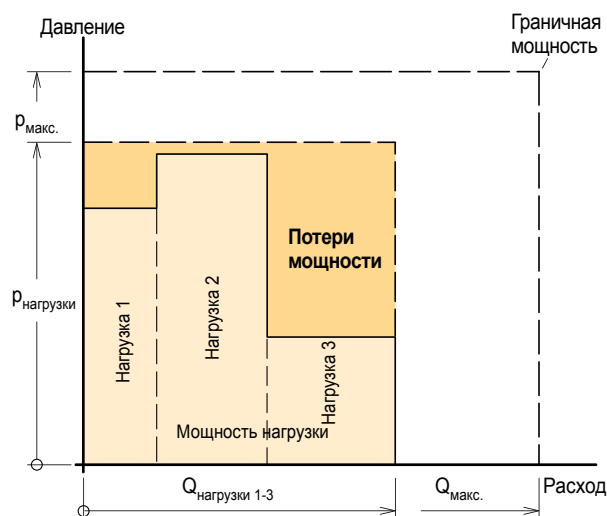 Давление
Граничная
мощность
pмакс.
Потери
мощности
pнагрузки
Нагрузка 1
Нагрузка 2
Нагрузка 3
Мощность нагрузки
Qнагрузки 1-3
Qмакс.
Расход